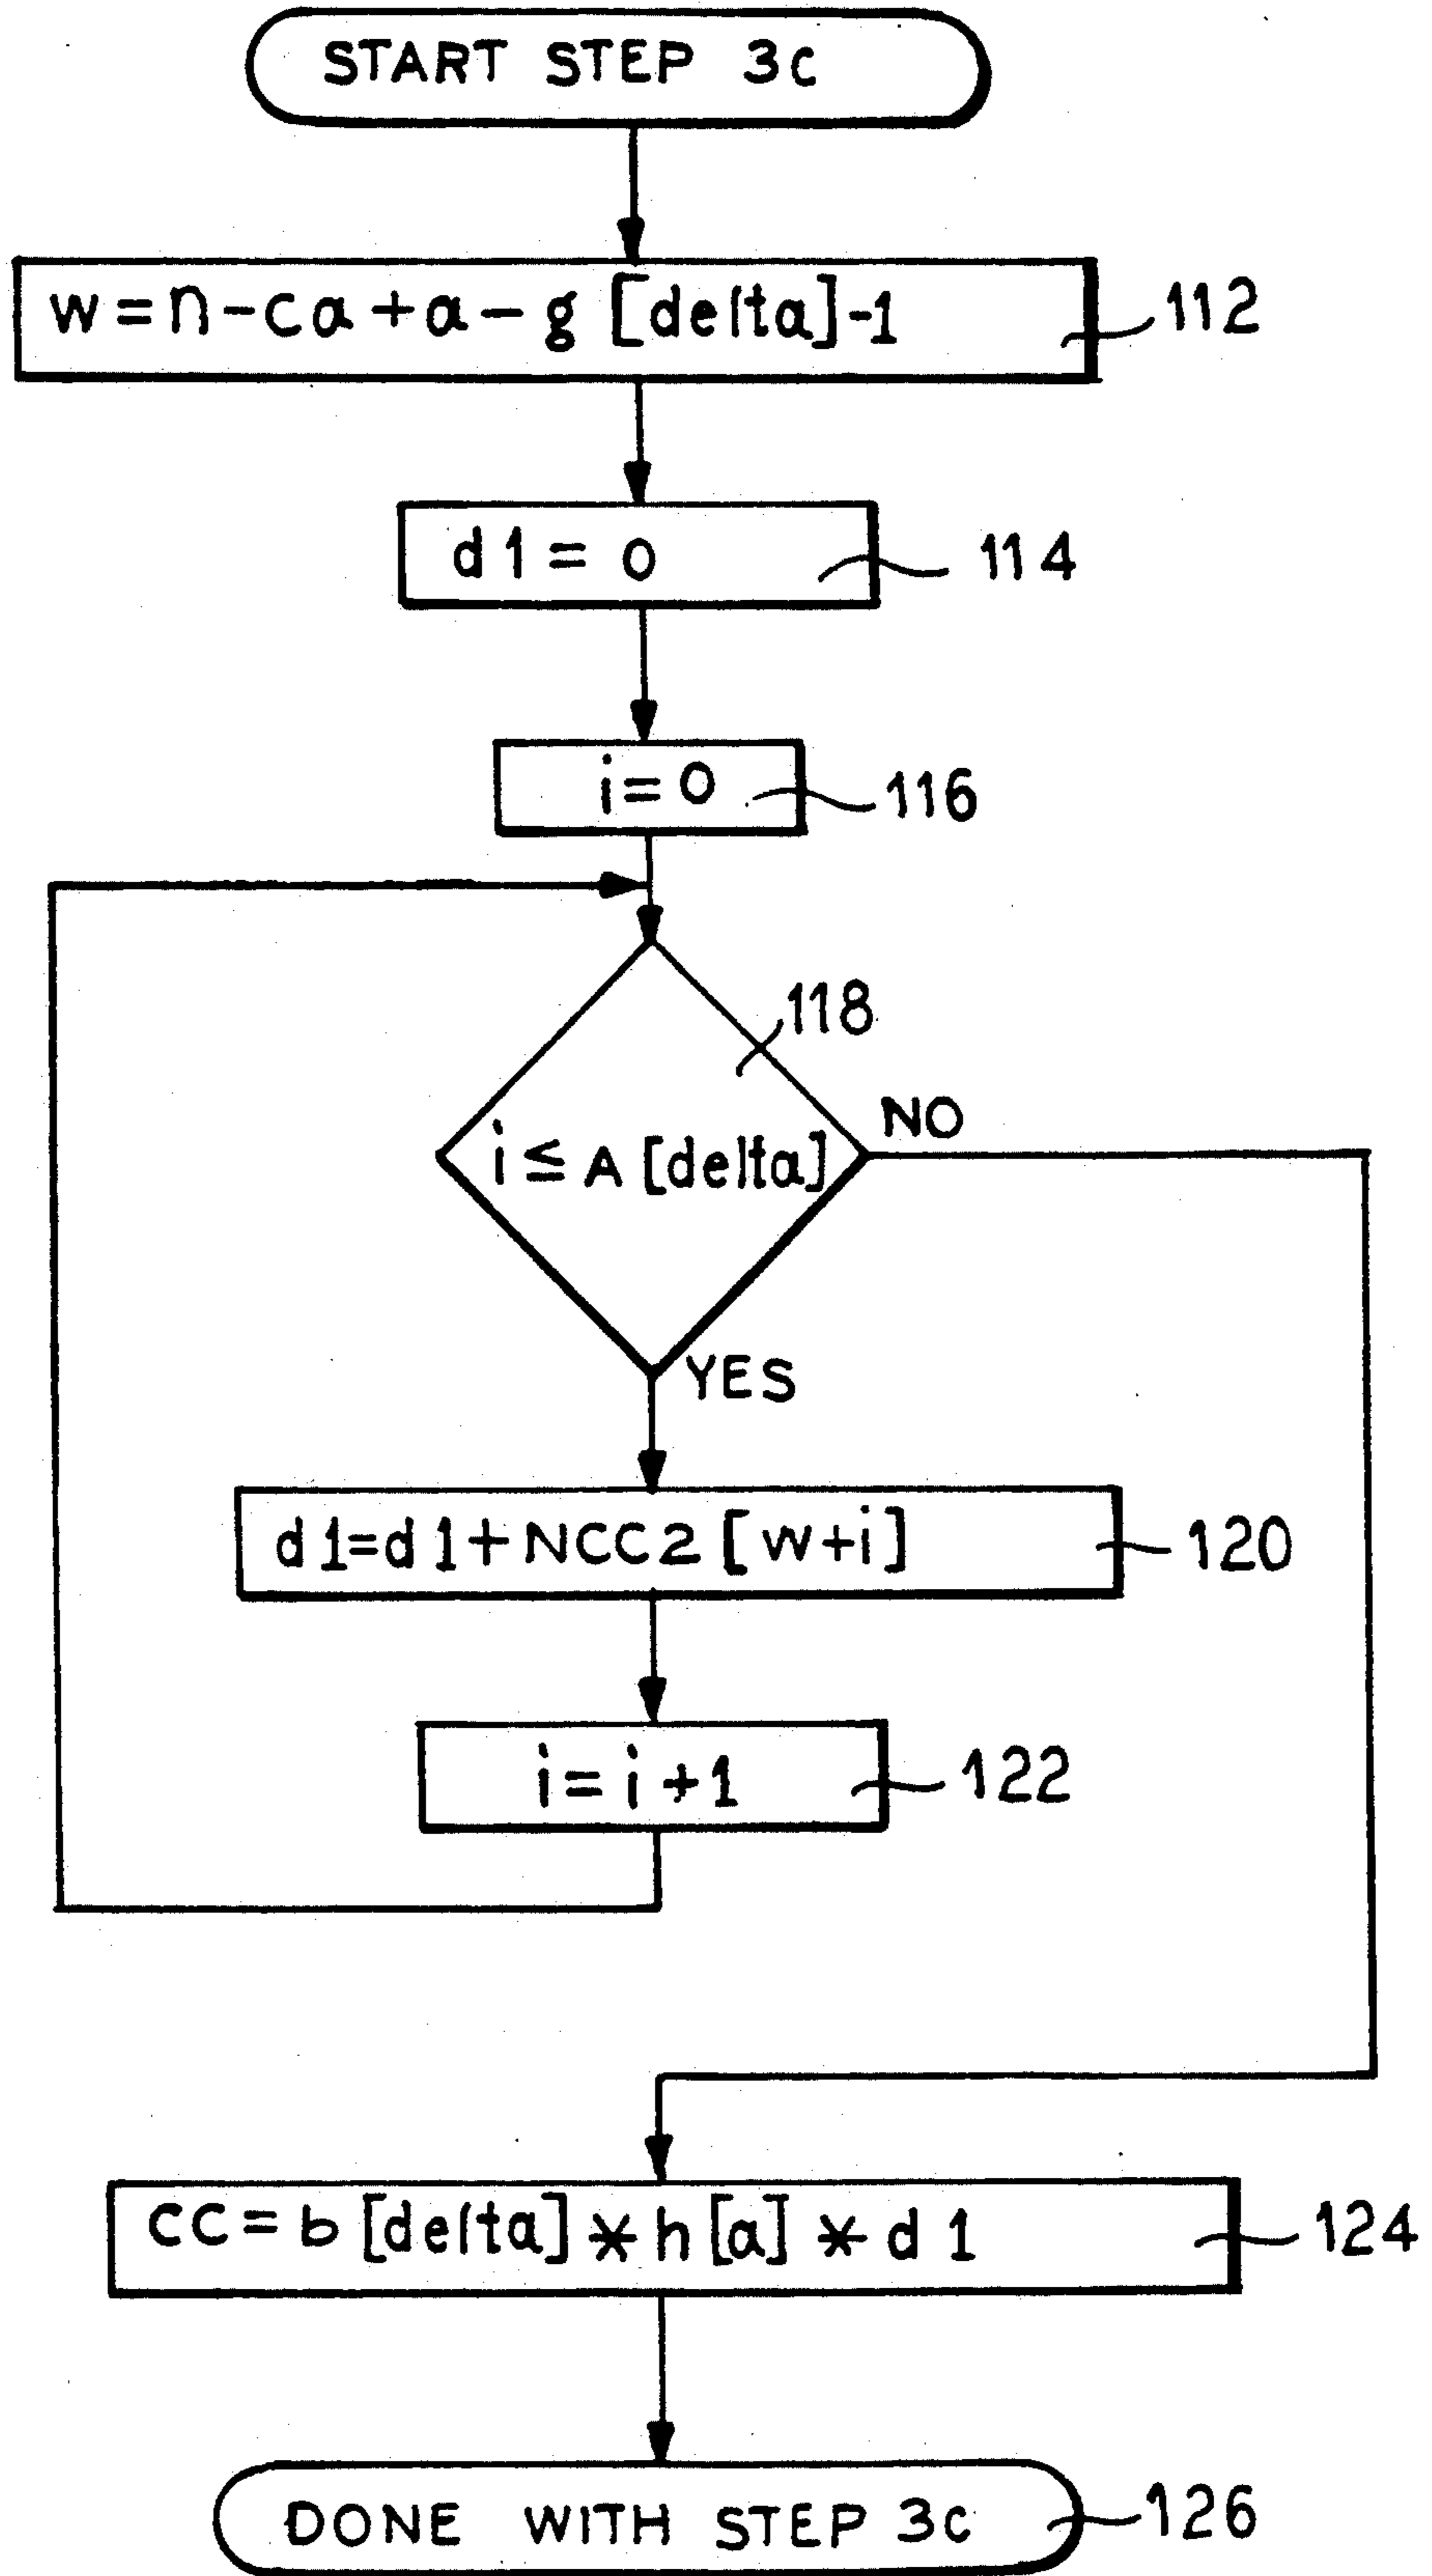 START STEP 3c
w=n-ca+a-g [delta]-1
112
d1=0
114
i=0
116
118
i≤A[delta]
NO
YES
d1=d1+NCC2[w+i]
120
i=i+1
122
cc=b[delta]*h[a]*d1
124
DONE WITH STEP 3c
126